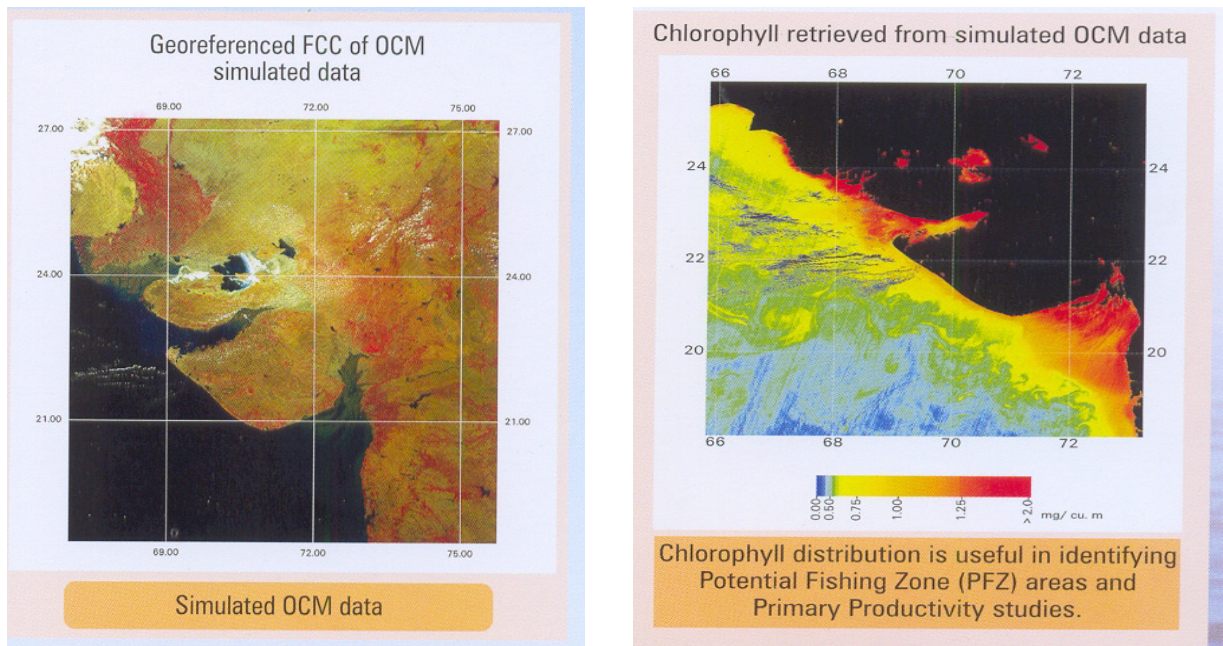 Georeferenced FCC of OCM
simulated data
69.00 72.00 75.00
27.00 27.00
24.00 24.00
21.00 21.00
69.00 72.00 75.00
Simulated OCM data
Chlorophyll retrieved from simulated OCM data
66 68 70 72
24 24
22 22
20 20
66 68 70 72
0.00 0.50 0.75 1.00 1.25 >2.0 mg/ cu. m
Chlorophyll distribution is useful in identifying
Potential Fishing Zone (PFZ) areas and
Primary Productivity studies.